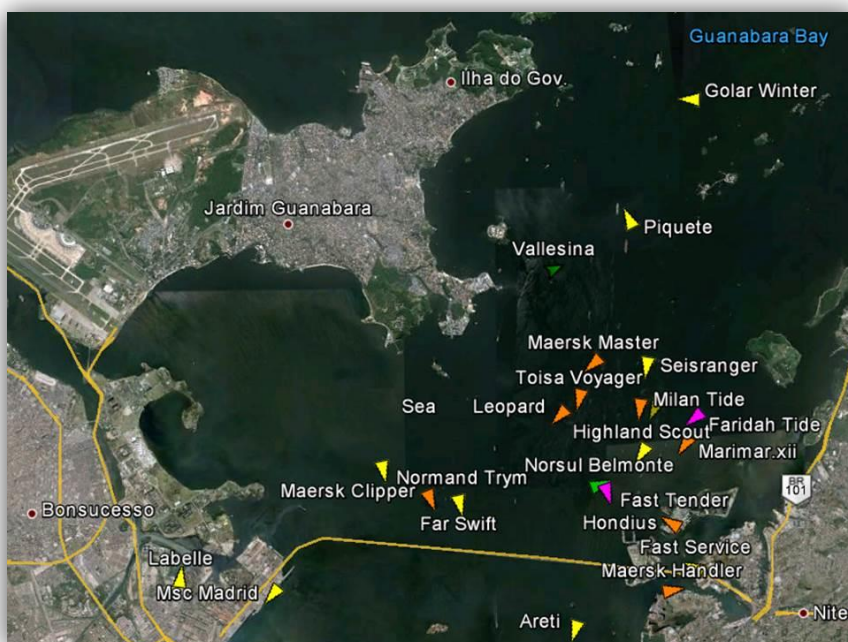 Guanabara Bay
Ilha do Gov.
Golar Winter
Jardim Guanabara
Piquete
Vallesina
Maersk Master
Seisranger
Toisa Voyager
Milan Tide
Sea
Leopard
Highland Scout
Faridah Tide
Marimar.xii
Norsul Belmonte
Normand Trym
Maersk Clipper
BR
101
Fast Tender
Bonsucesso
Far Swift
Hondius
Fast Service
Labelle
Maersk Handler
Msc Madrid
Areti
Nite